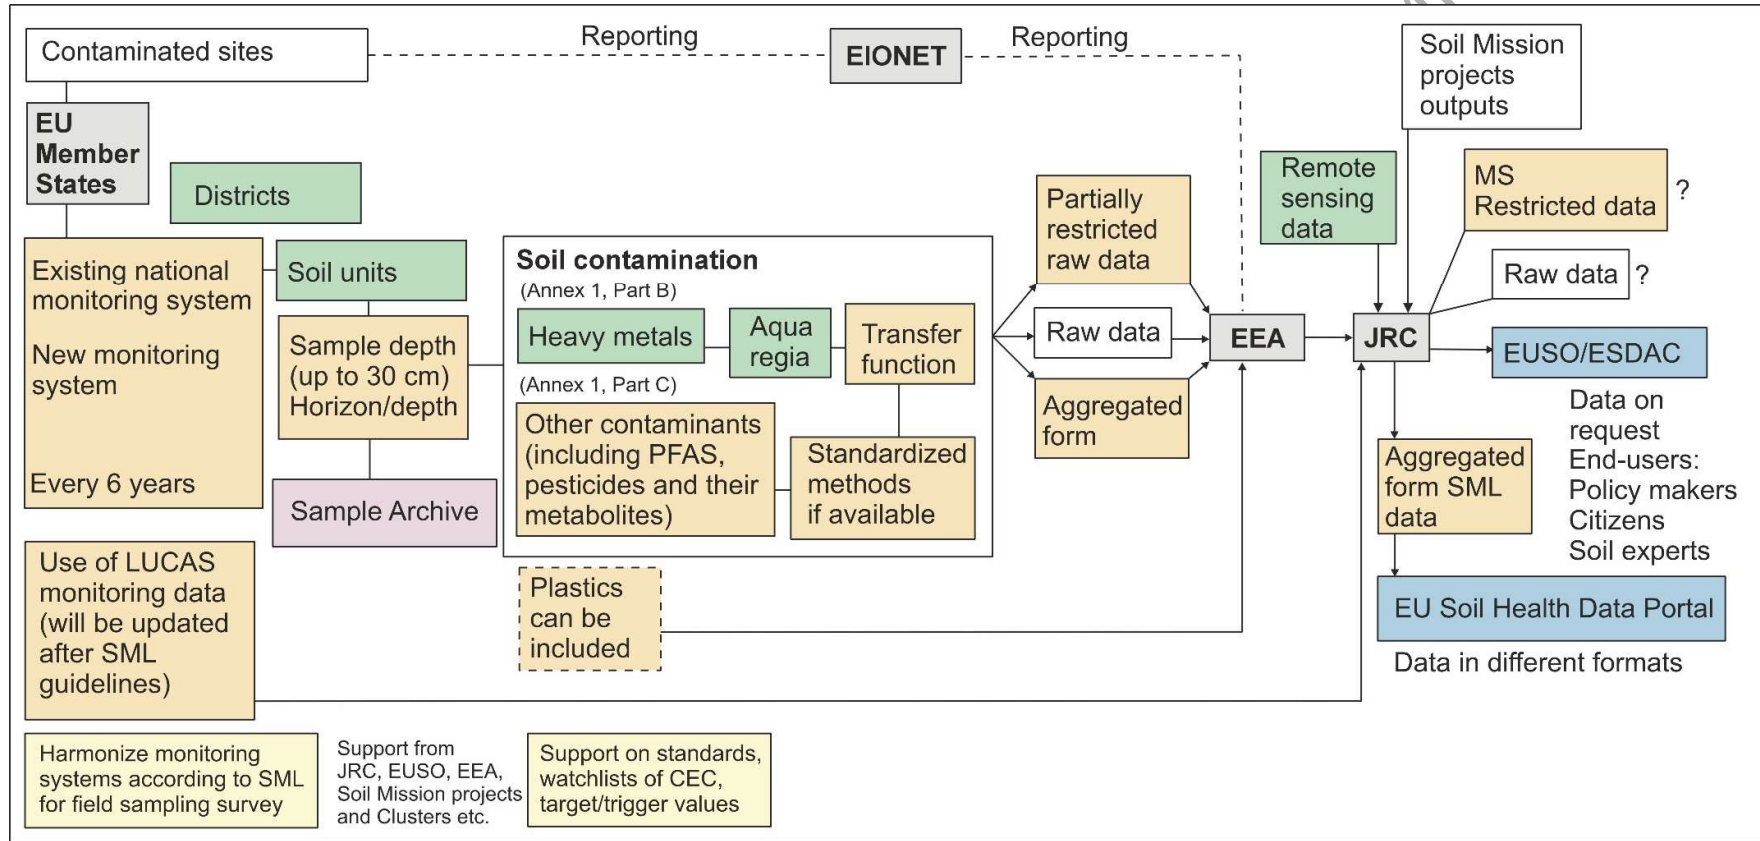 Contaminated sites
Reporting
EIONET
Reporting
Soil Mission
projects
outputs
EU
Member
States
Districts
Remote
sensing
data
MS
Restricted data
?
Existing national
monitoring system
New monitoring
system
Every 6 years
Soil units
Sample depth
(up to 30 cm)
Horizon/depth
Sample Archive
Soil contamination
(Annex 1, Part B)
Heavy metals
Aqua
regia
Transfer
function
(Annex 1, Part C)
Other contaminants
(including PFAS,
pesticides and their
metabolites)
Standardized
methods
if available
Partially
restricted
raw data
Raw data
Aggregated
form
EEA
JRC
Raw data
?
EUSO/ESDAC
Data on
request
End-users:
Policy makers
Citizens
Soil experts
Aggregated
form SML
data
EU Soil Health Data Portal
Data in different formats
Use of LUCAS
monitoring data
(will be updated
after SML
guidelines)
Plastics
can be
included
Harmonize monitoring
systems according to SML
for field sampling survey
Support from
JRC, EUSO, EEA,
Soil Mission projects
and Clusters etc.
Support on standards,
watchlists of CEC,
target/trigger values